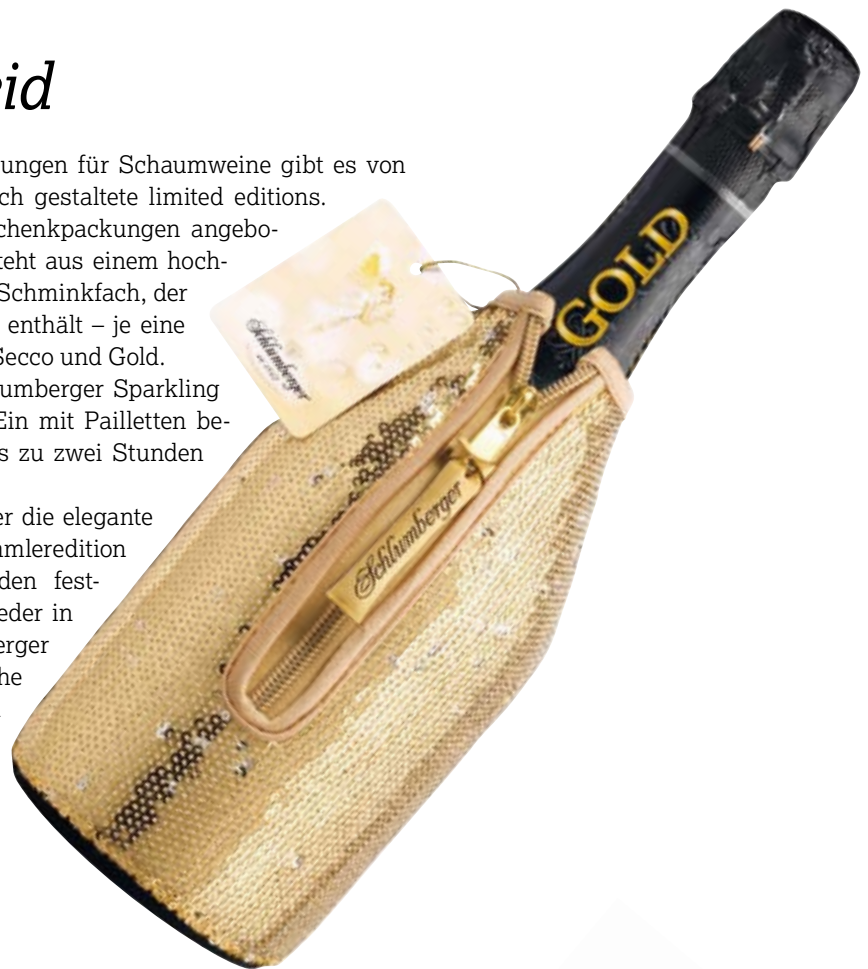 eid
ungen für Schaumweine gibt es von
ch gestaltete limited editions.
chenkpackungen angebo-
teht aus einem hoch-
Schminkfach, der
enthält – je eine
Secco und Gold.
lumberger Sparkling
Ein mit Pailletten be-
s zu zwei Stunden
er die elegante
mmleredition
den fest-
eder in
erger
he
GOLD
Schlumberger
Schlumberger